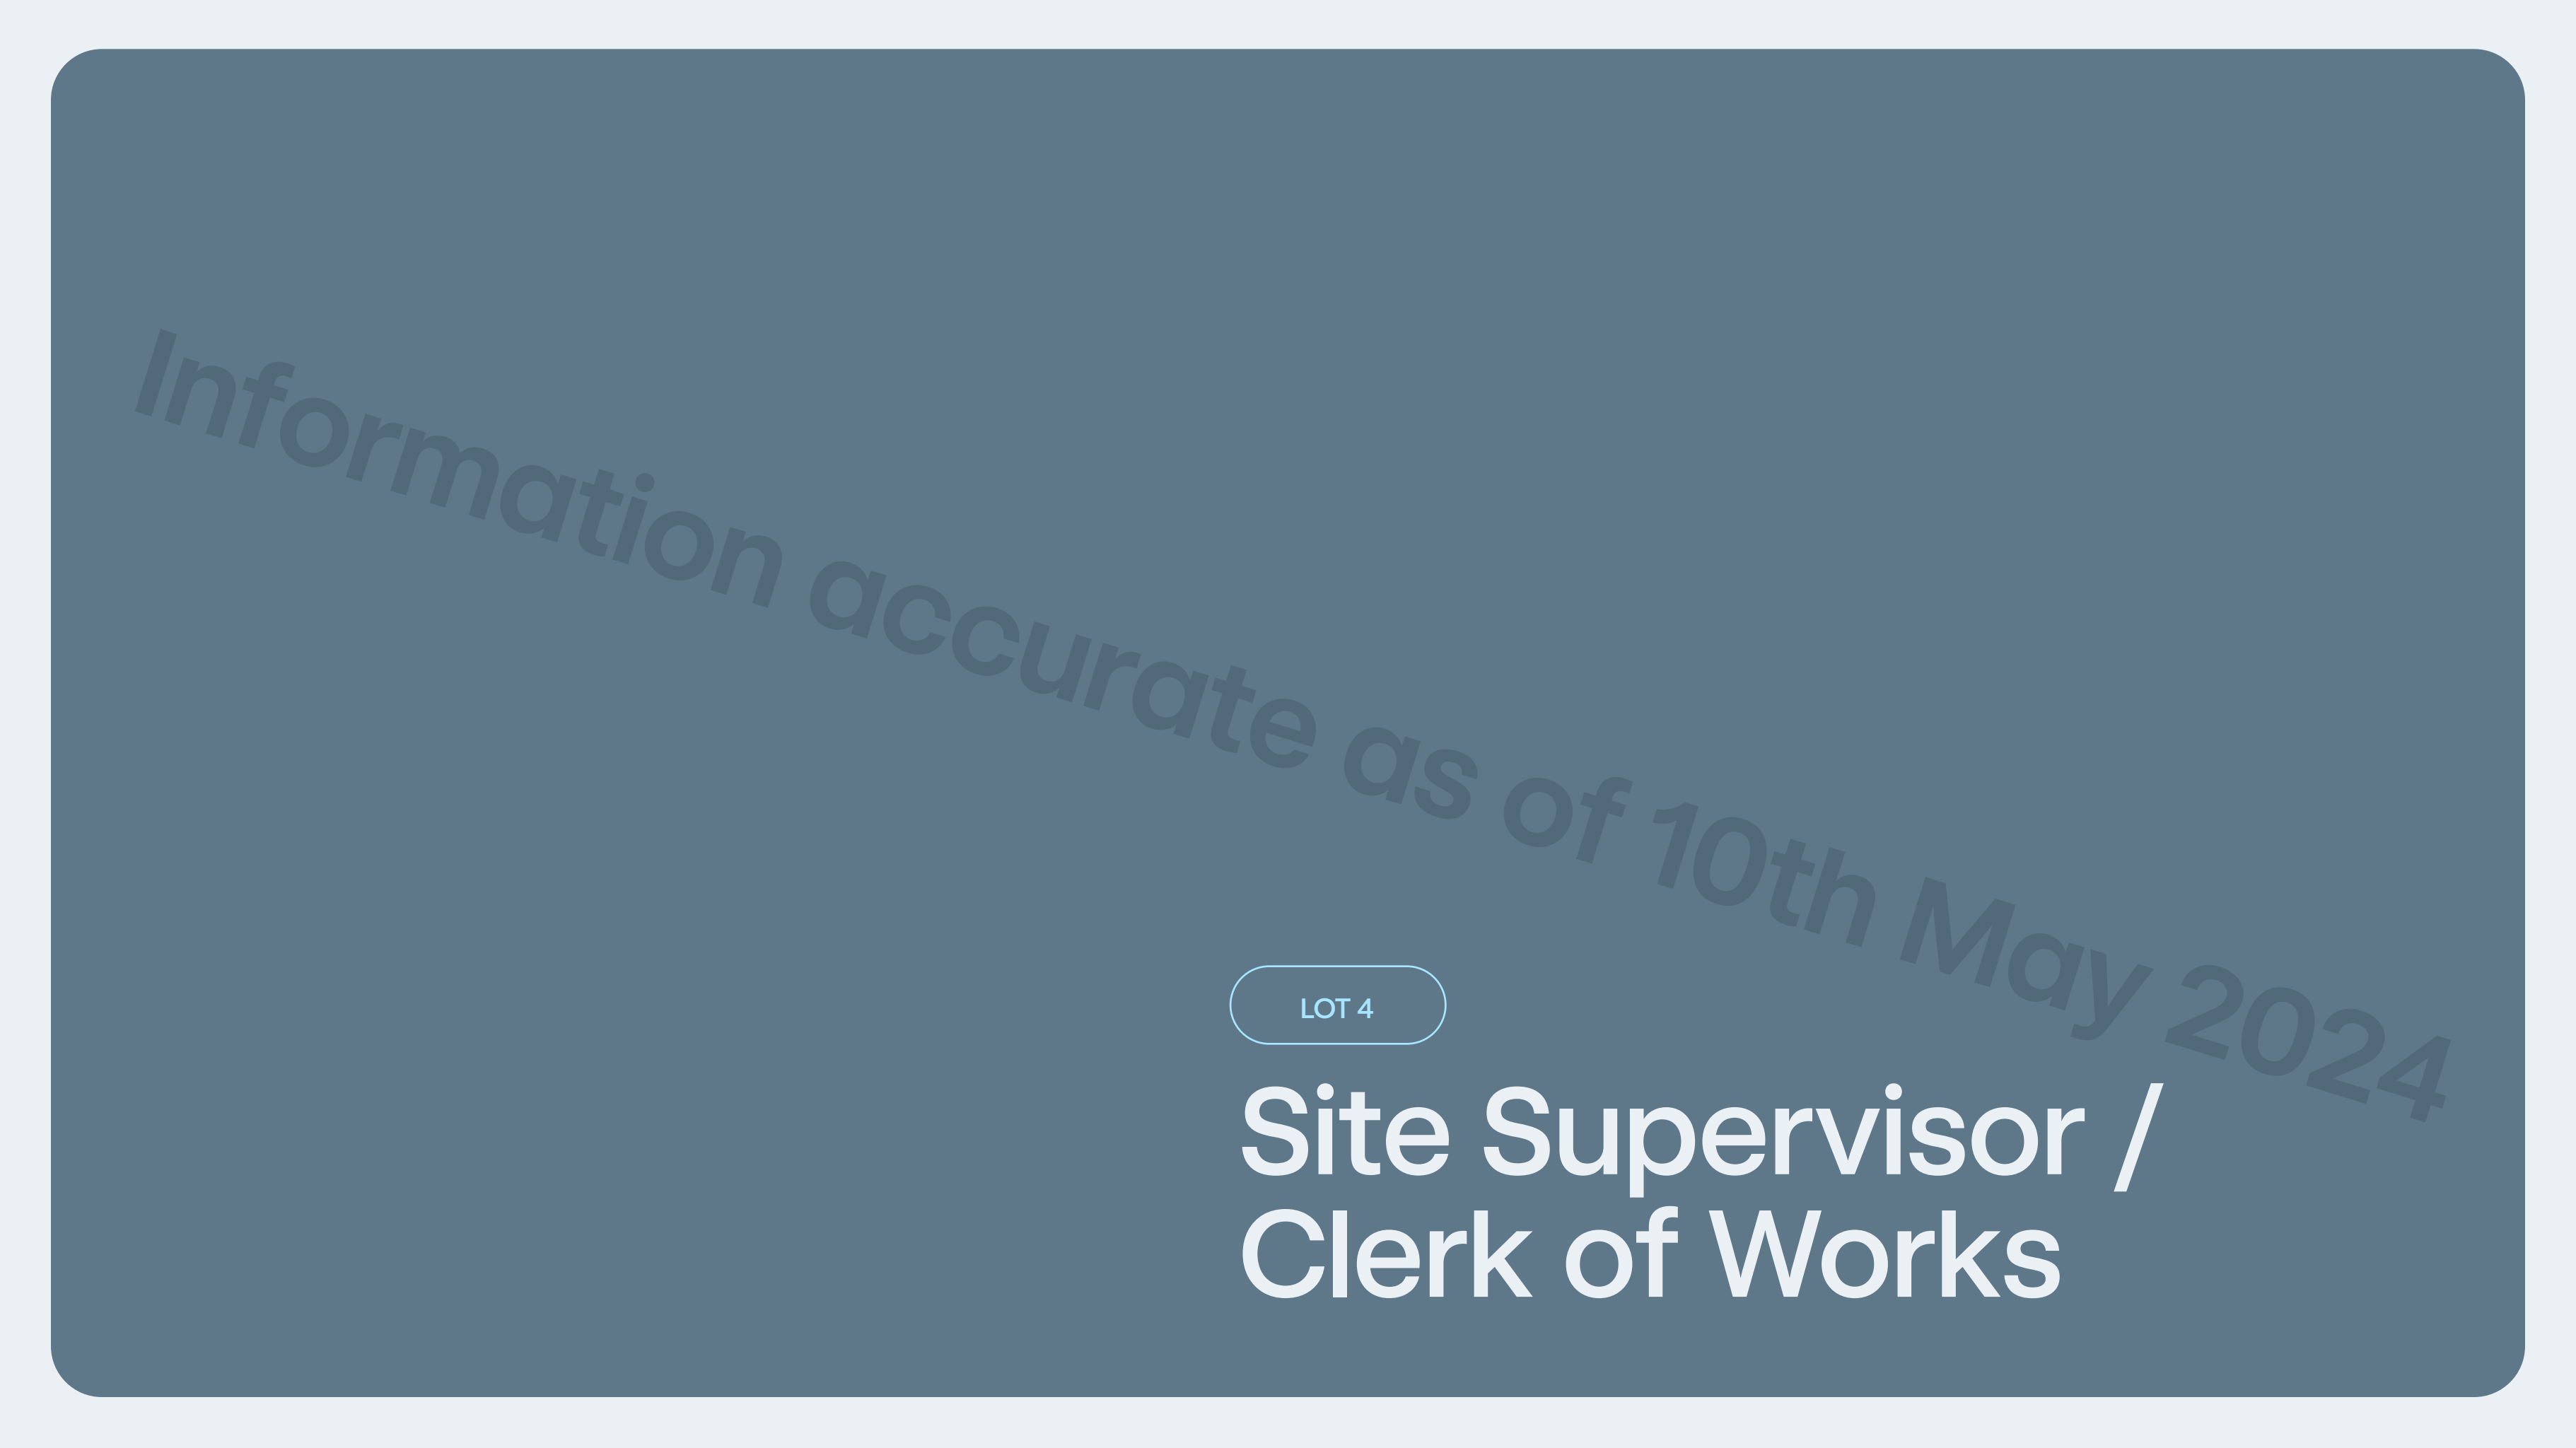 Information accurate as of 10th May 2024
LOT 4
Site Supervisor /
Clerk of Works